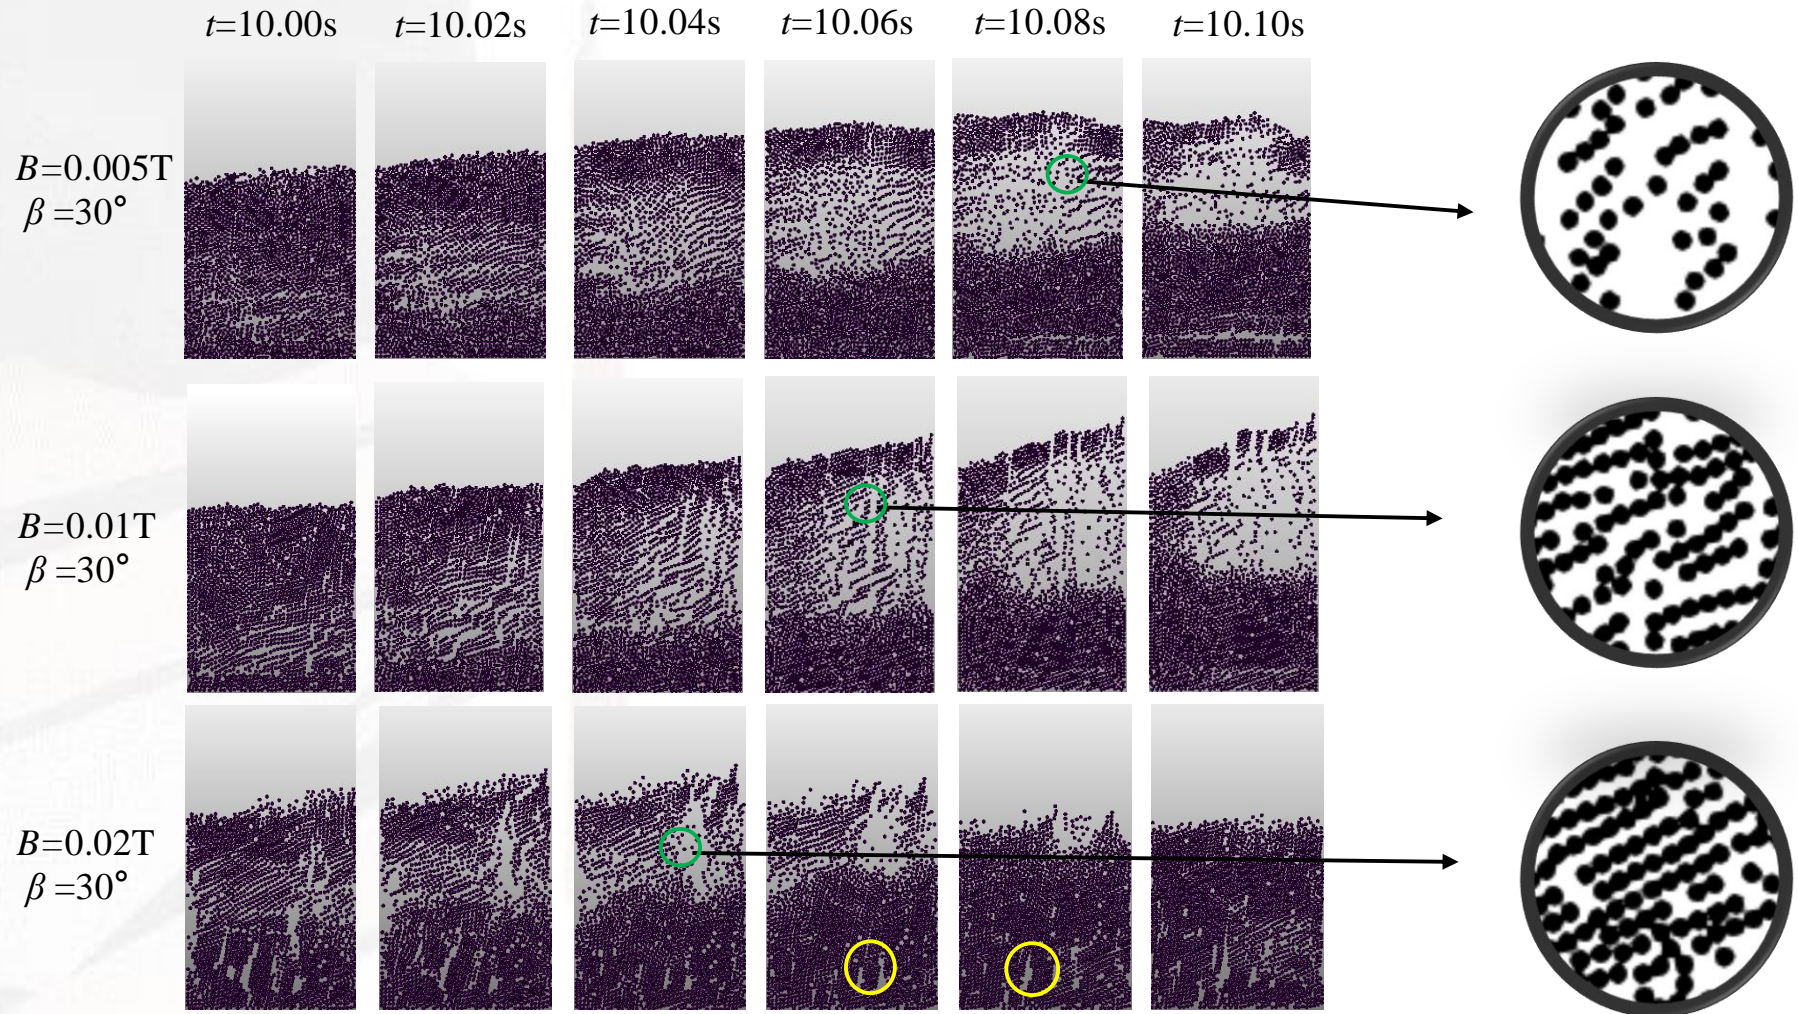 t=10.00s t=10.02s t=10.04s t=10.06s t=10.08s t=10.10s
B=0.005T
β =30°
B=0.01T
β =30°
B=0.02T
β =30°